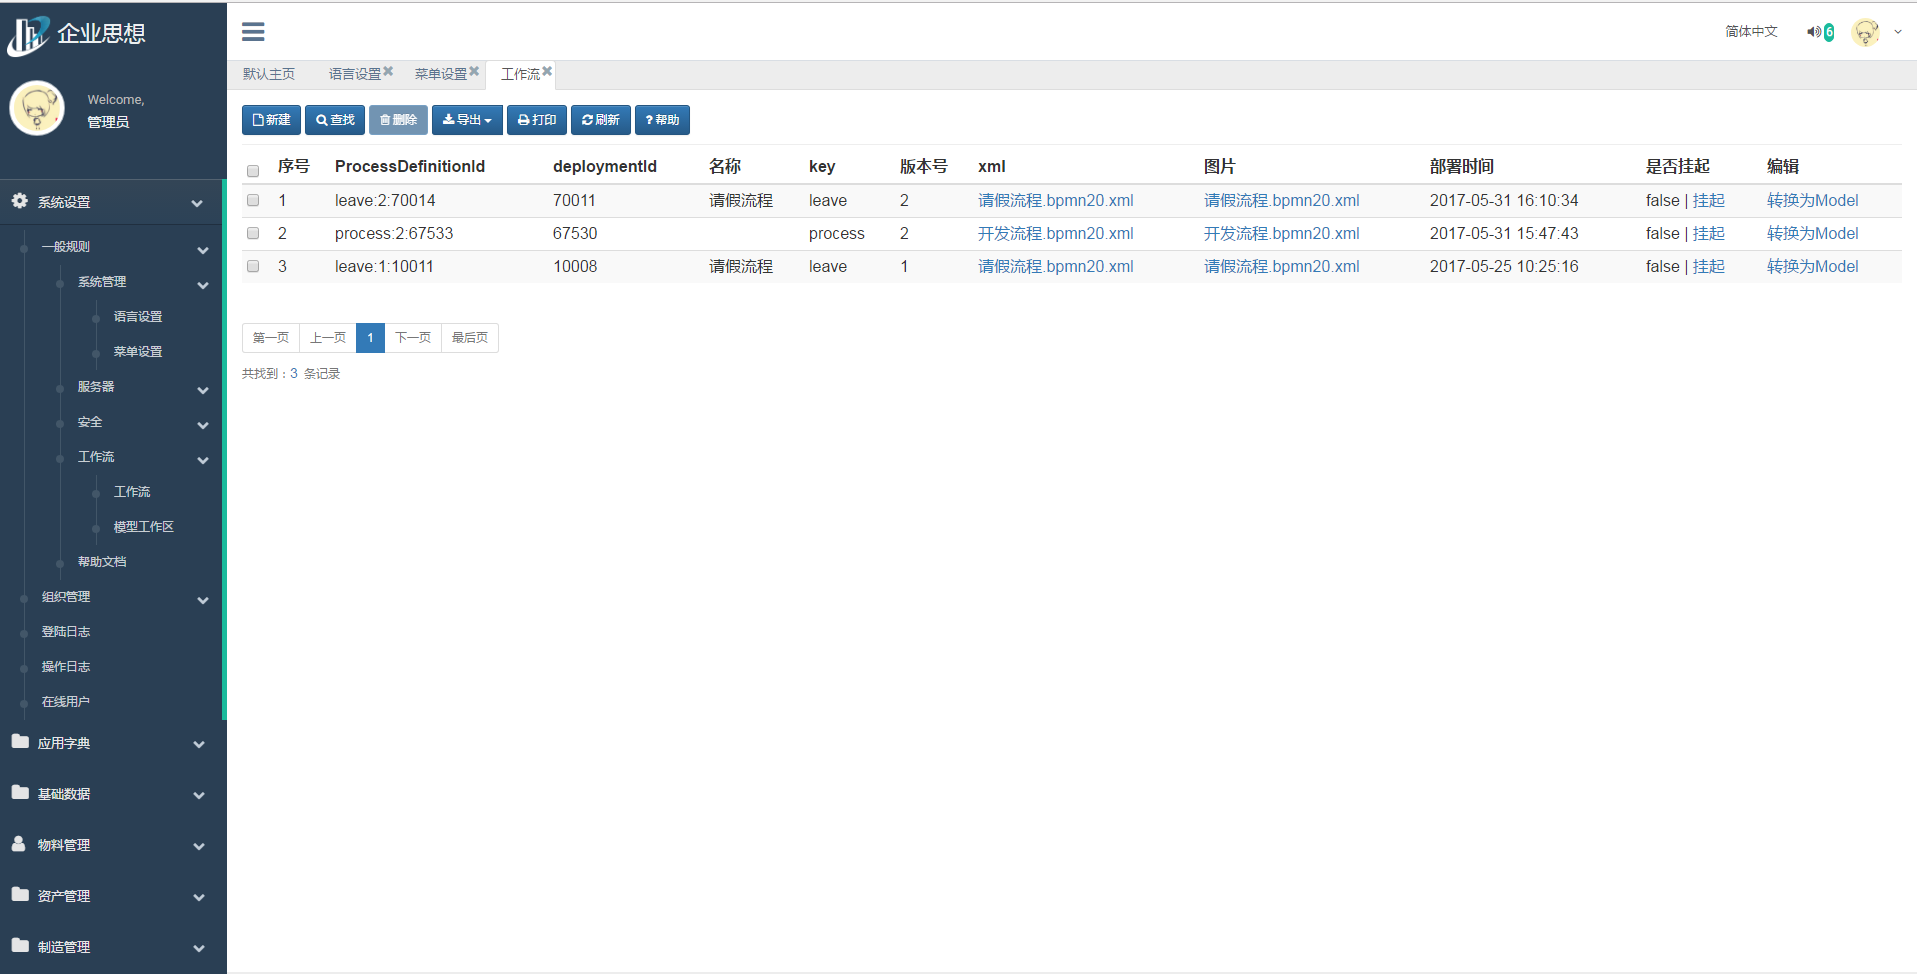 企业思想
Welcome,
管理员
系统设置
一般规则
系统管理
语言设置
菜单设置
服务器
安全
工作流
工作流
模型工作区
帮助文档
组织管理
登陆日志
操作日志
在线用户
应用字典
基础数据
物料管理
资产管理
制造管理
简体中文 6
默认主页 语言设置 菜单设置 工作流
新建 查找 删除 导出 打印 刷新 ? 帮助
序号 ProcessDefinitionId deploymentId 名称 key 版本号 xml 图片 部署时间 是否挂起 编辑
1 leave:2:70014 70011 请假流程 leave 2 请假流程.bpmn20.xml 请假流程.bpmn20.xml 2017-05-31 16:10:34 false | 挂起 转换为Model
2 process:2:67533 67530 process 2 开发流程.bpmn20.xml 开发流程.bpmn20.xml 2017-05-31 15:47:43 false | 挂起 转换为Model
3 leave:1:10011 10008 请假流程 leave 1 请假流程.bpmn20.xml 请假流程.bpmn20.xml 2017-05-25 10:25:16 false | 挂起 转换为Model
第一页 上一页 1 下一页 最后页
共找到：3 条记录